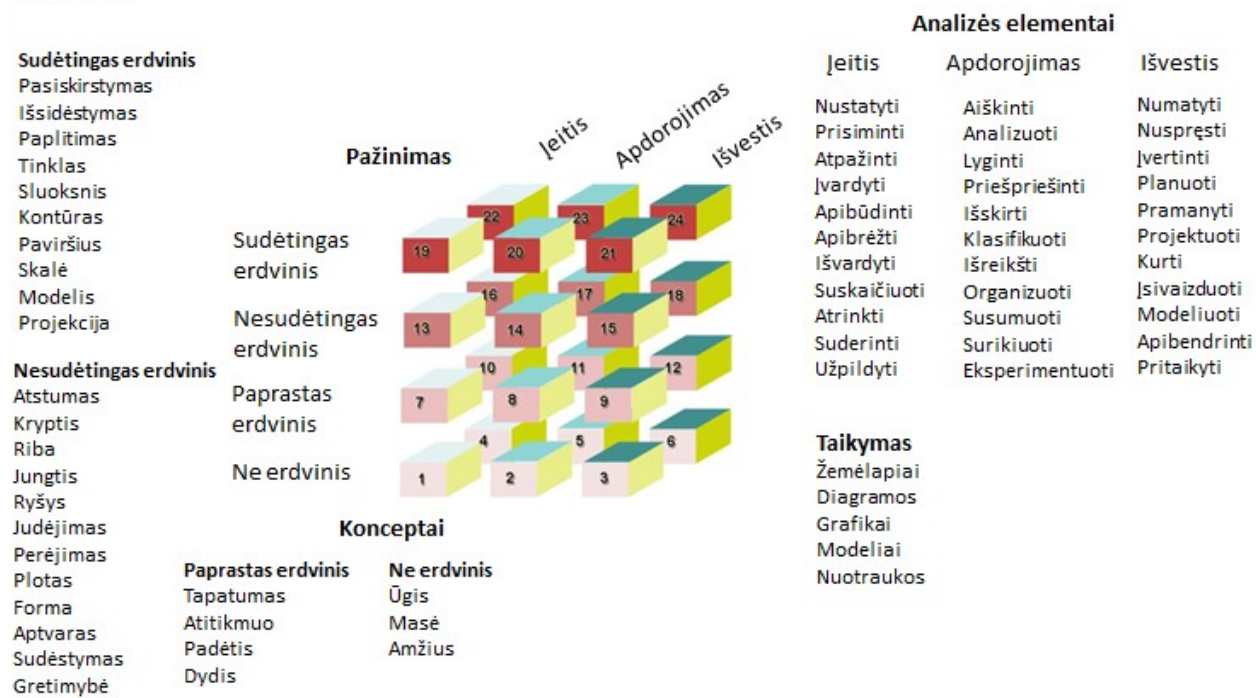 Sudėtingas erdvinis
Pasiskirstymas
Išsidėstymas
Paplitimas
Tinklas
Sluoksnis
Kontūras
Paviršius
Skalė
Modelis
Projekcija
Nesudėtingas erdvinis
Atstumas
Kryptis
Riba
Jungtis
Ryšys
Judėjimas
Perėjimas
Plotas
Forma
Aptvaras
Sudėstymas
Gretimybė
Pažinimas
Įeitis
Apdorojimas
Išvestis
Sudėtingas
erdvinis
Nesudėtingas
erdvinis
Paprastas
erdvinis
Ne erdvinis
22 23 24
19 20 21
16 17 18
13 14 15
10 11 12
7 8 9
4 5 6
1 2 3
Konceptai
Paprastas erdvinis
Tapatumas
Atitikmuo
Padėtis
Dydis
Ne erdvinis
Ūgis
Masė
Amžius
Analizės elementai
Įeitis
Nustatyti
Prisiminti
Atpažinti
Įvardyti
Apibūdinti
Apibrėžti
Išvardyti
Suskaičiuoti
Atrinkti
Suderinti
Užpildyti
Apdorojimas
Aiškinti
Analizuoti
Lyginti
Priešpriešinti
Išskirti
Klasifikuoti
Išreikšti
Organizuoti
Susumuoti
Surikiuoti
Eksperimentuoti
Išvestis
Numatyti
Nuspręsti
Įvertinti
Planuoti
Pramanyti
Projektuoti
Kurti
Įsivaizduoti
Modeliuoti
Apibendrinti
Pritaikyti
Taikymas
Žemėlapiai
Diagramos
Grafikai
Modeliai
Nuotraukos